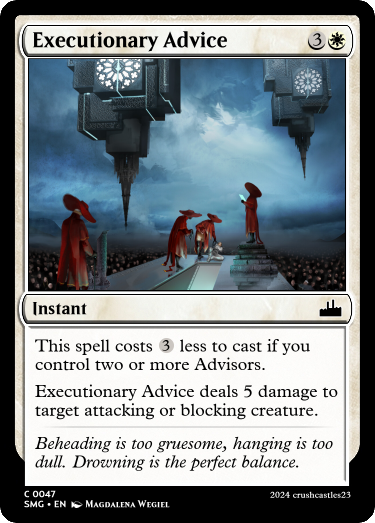 Executionary Advice 3
Instant
This spell costs 3 less to cast if you
control two or more Advisors.
Executionary Advice deals 5 damage to
target attacking or blocking creature.
Beheading is too gruesome, hanging is too
dull. Drowning is the perfect balance.
C 0047
SMG • EN MAGDALENA WEGIEL
2024 crushcastles23